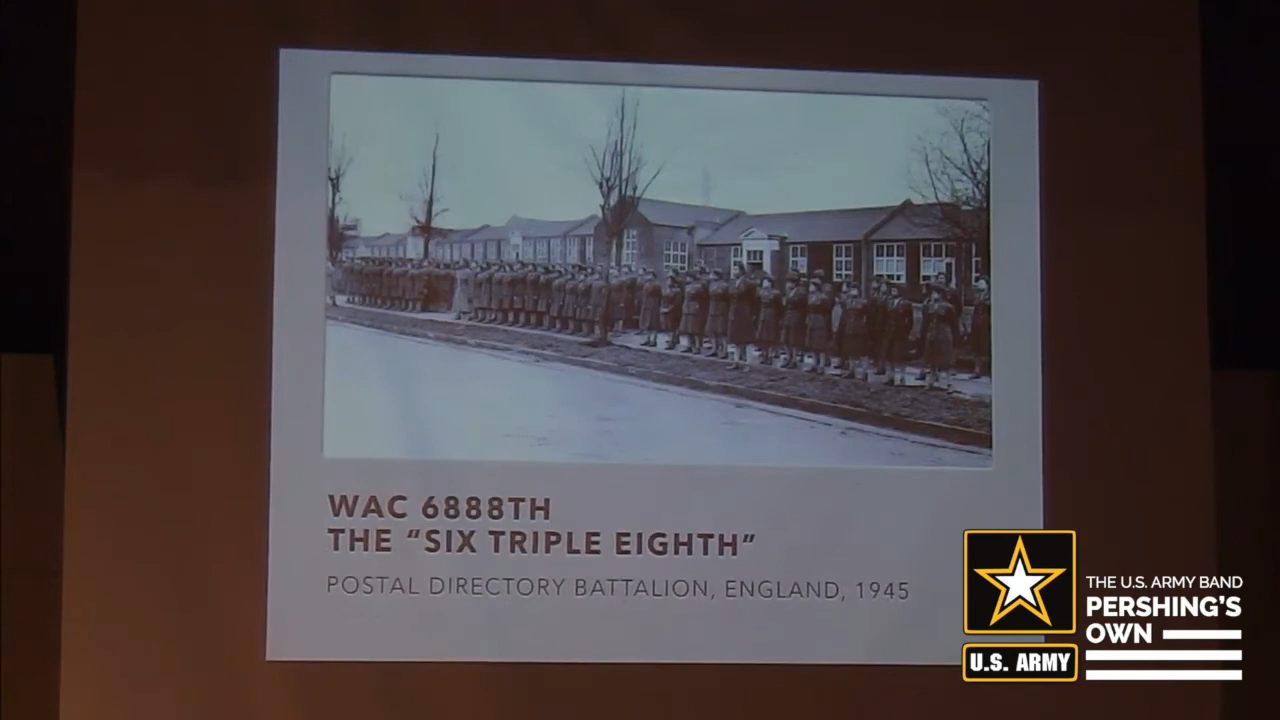 WAC 6888TH
THE "SIX TRIPLE EIGHTH"
POSTAL DIRECTORY BATTALION, ENGLAND, 1945
THE U.S. ARMY BAND
PERSHING'S
OWN
U.S. ARMY